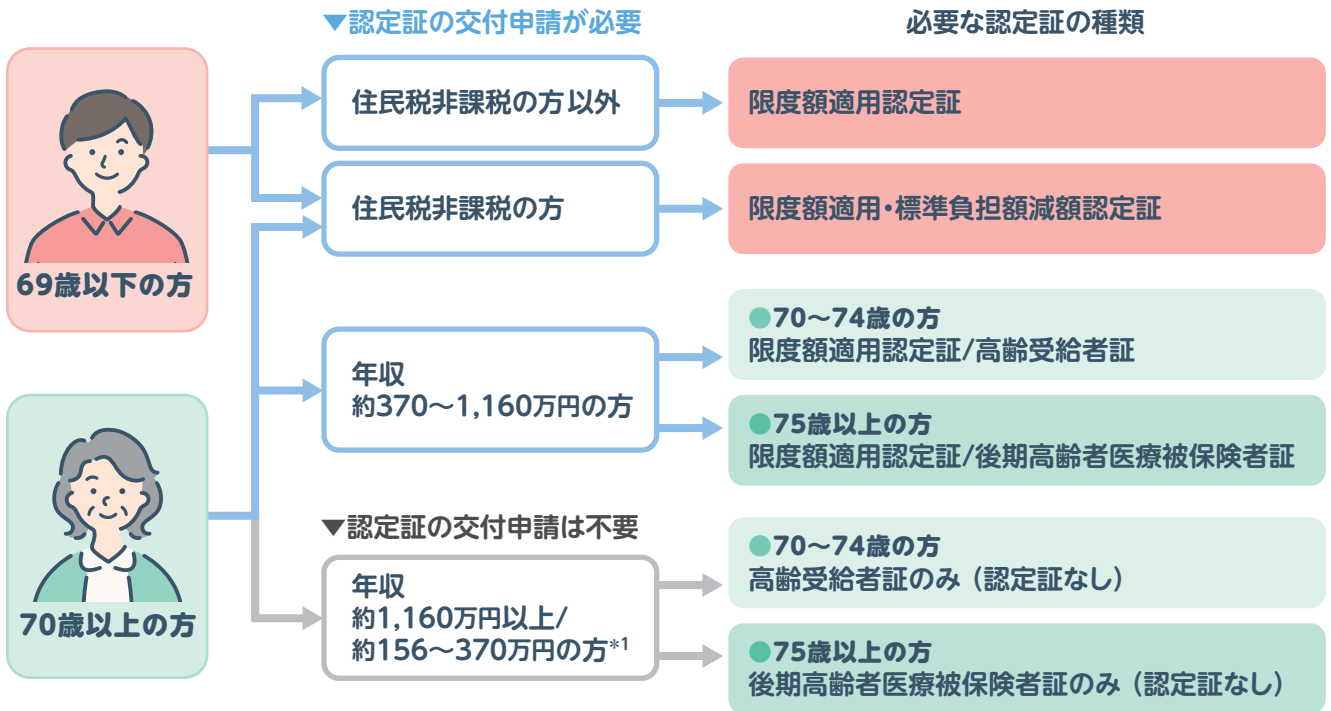 ▼認定証の交付申請が必要
必要な認定証の種類
69歳以下の方
住民税非課税の方以外
限度額適用認定証
住民税非課税の方
限度額適用・標準負担額減額認定証
70歳以上の方
年収
約370～1,160万円の方
●70～74歳の方
限度額適用認定証/高齢受給者証
●75歳以上の方
限度額適用認定証/後期高齢者医療被保険者証
▼認定証の交付申請は不要
年収
約1,160万円以上/
約156～370万円の方*1
●70～74歳の方
高齢受給者証のみ（認定証なし）
●75歳以上の方
後期高齢者医療被保険者証のみ（認定証なし）